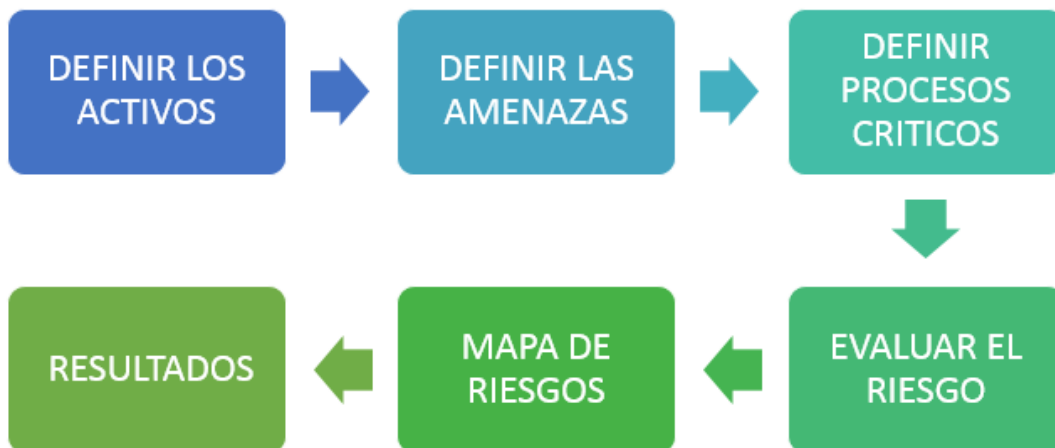 DEFINIR LOS
ACTIVOS
DEFINIR LAS
AMENAZAS
DEFINIR
PROCESOS
CRITICOS
EVALUAR EL
RIESGO
MAPA DE
RIESGOS
RESULTADOS